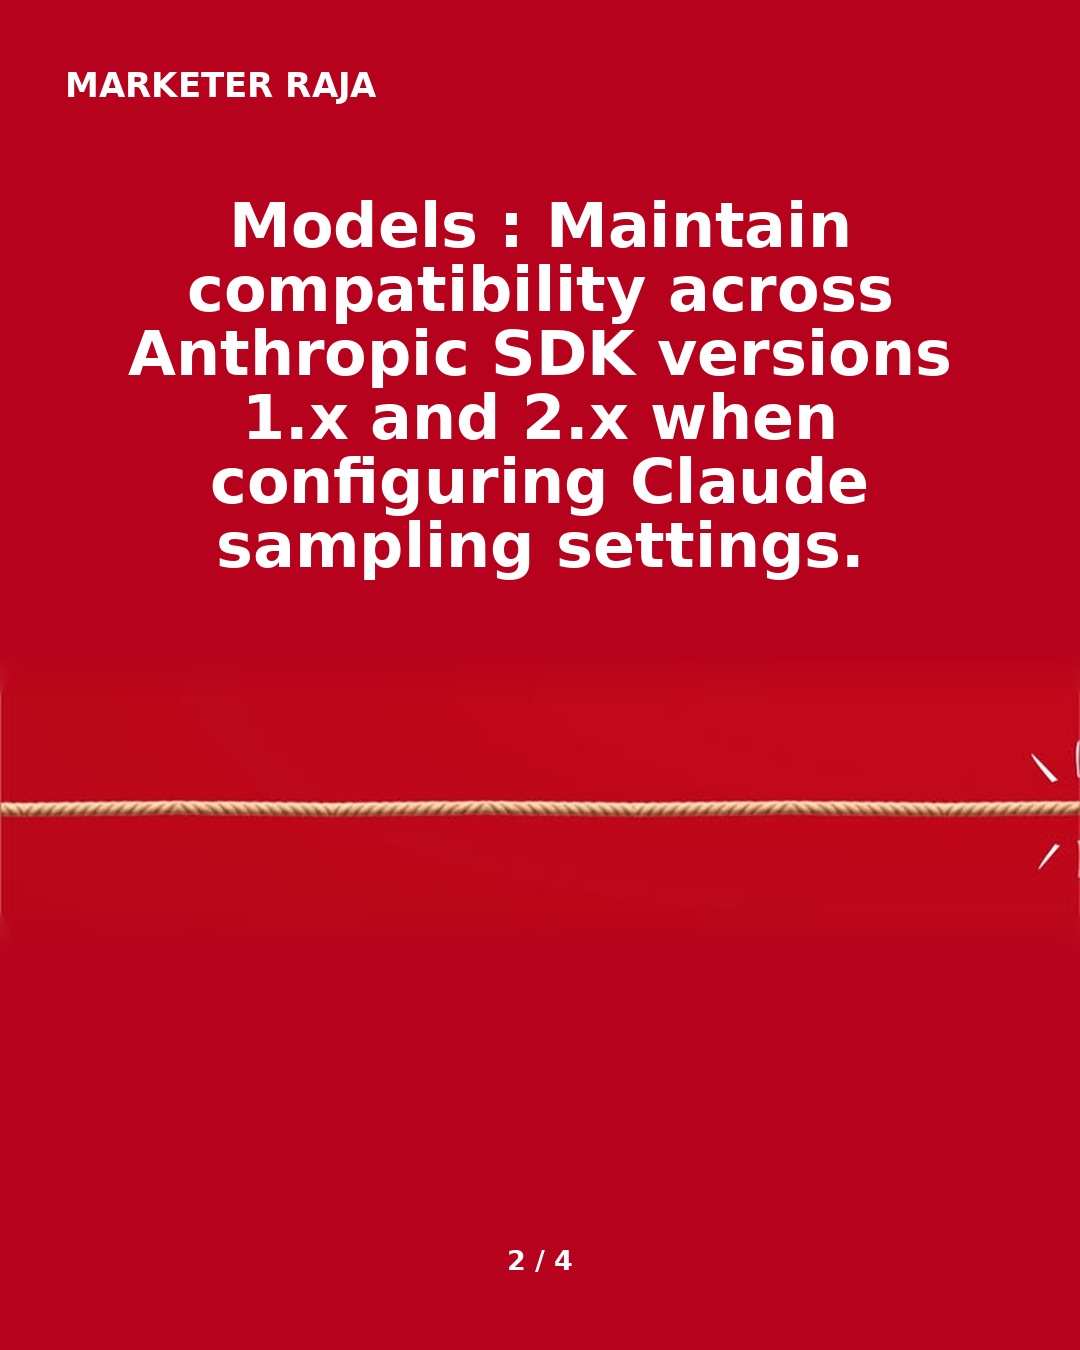 MARKETER RAJA
Models : Maintain
compatibility across
Anthropic SDK versions
1.x and 2.x when
configuring Claude
sampling settings.
2 / 4